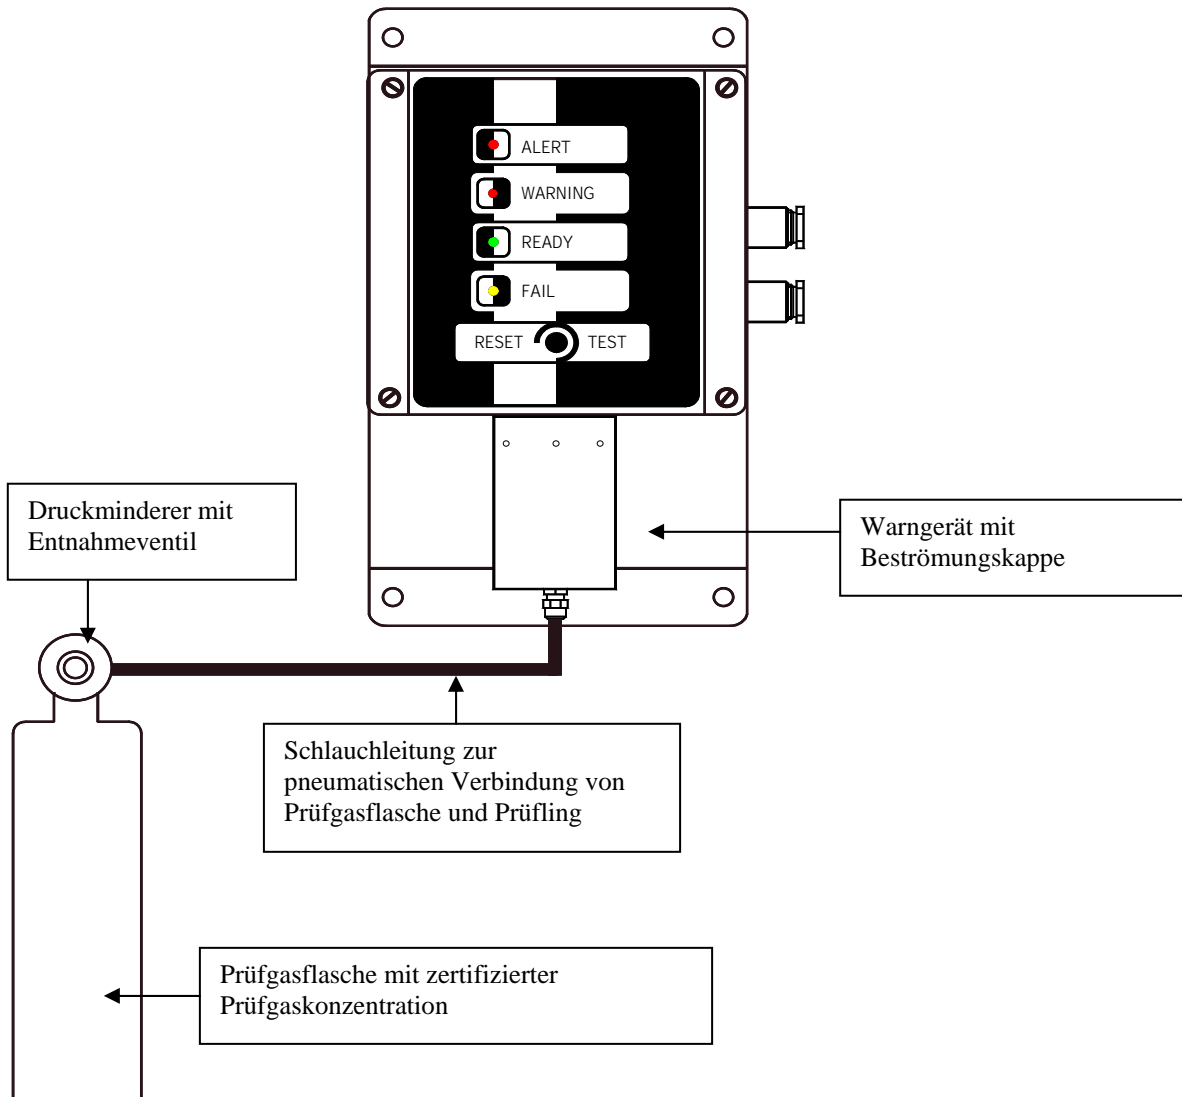 ALERT
WARNING
READY
FAIL
RESET TEST
Druckminderer mit
Entnahmeventil
Warngerät mit
Beströmungskappe
Schlauchleitung zur
pneumatischen Verbindung von
Prüfgasflasche und Prüfling
Prüfgasflasche mit zertifizierter
Prüfgaskonzentration